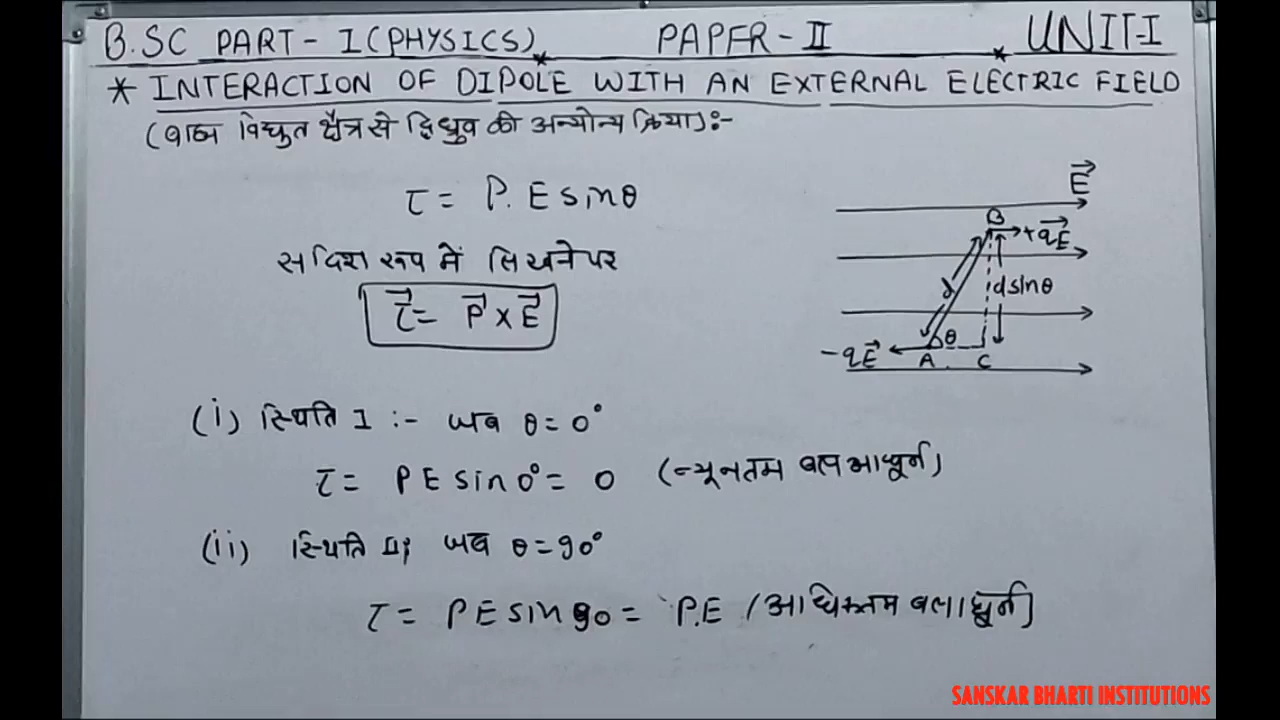 B.SC PART-I (PHYSICS) PAPER-II UNIT-I
* INTERACTION OF DIPOLE WITH AN EXTERNAL ELECTRIC FIELD
(बाह्य विद्युत क्षेत्र से द्विध्रुव की अन्योन्य क्रिया):-
τ = P.E sinθ
सदिश रूप में लिखने पर
τ⃗ = P⃗ × E⃗
E⃗
B
+qE⃗
d
dsinθ
θ
-qE⃗
A
C
(i) स्थिति I :- जब θ = 0°
τ = PE sin0° = 0 (न्यूनतम बल आघूर्ण)
(ii) स्थिति II; जब θ = 90°
τ = PE sin90 = P.E (अधिकतम बलाघूर्ण)
SANSKAR BHARTI INSTITUTIONS